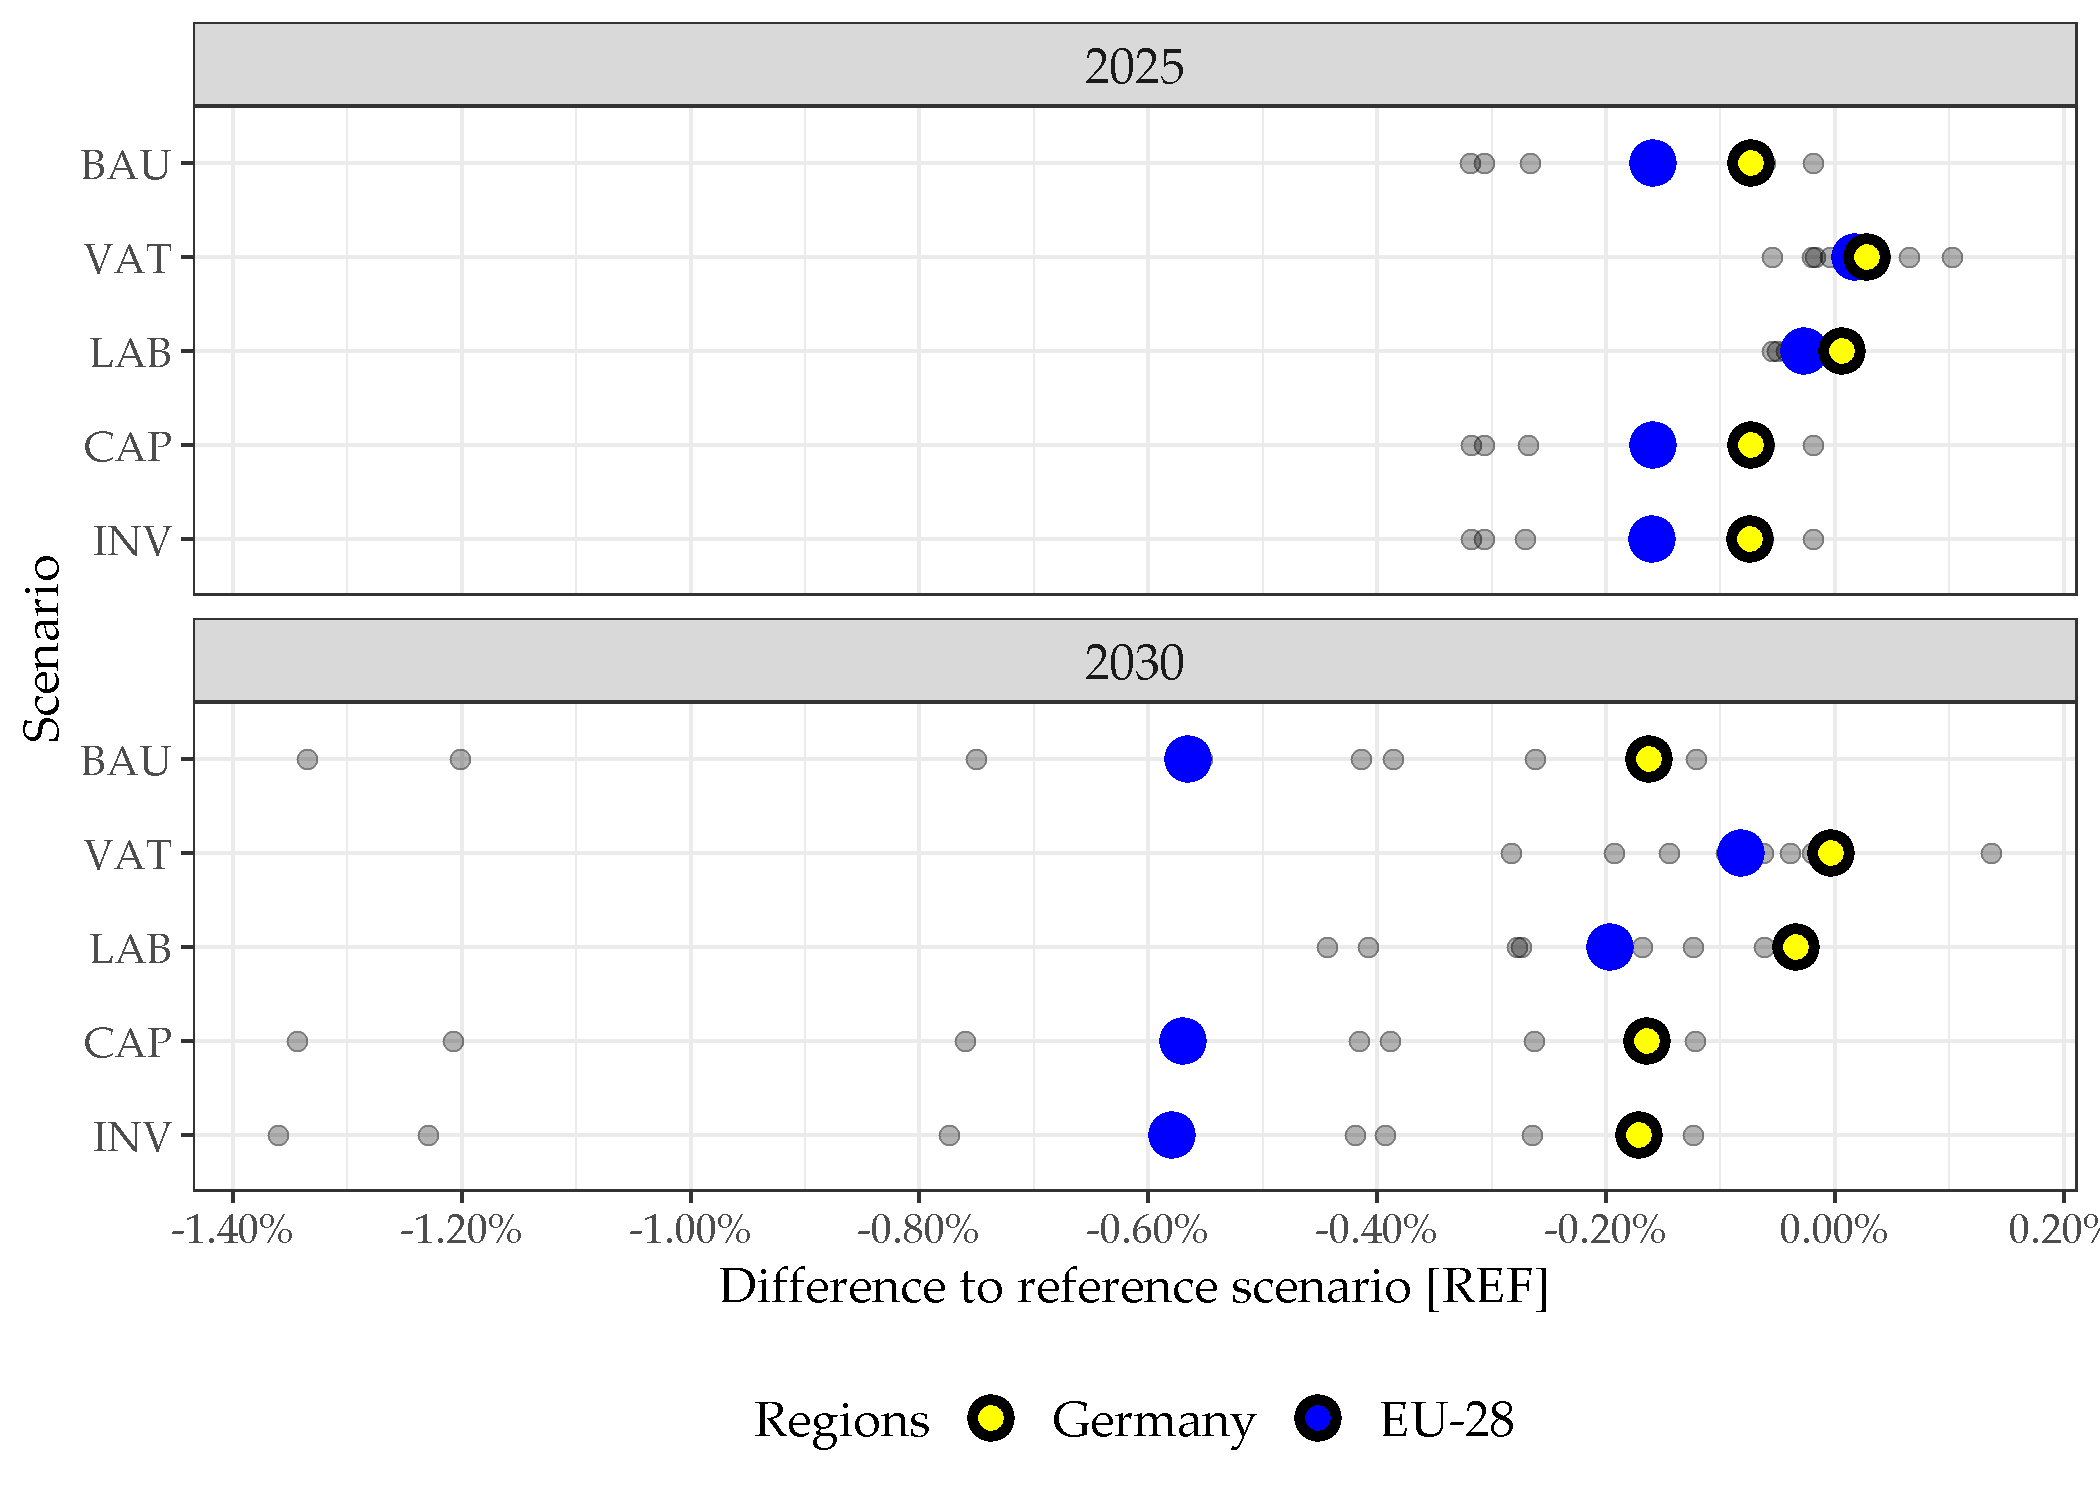 2025
BAU
VAT
LAB
CAP
INV
Scenario
2030
BAU
VAT
LAB
CAP
INV
-1.40% -1.20% -1.00% -0.80% -0.60% -0.40% -0.20% 0.00% 0.20%
Difference to reference scenario [REF]
Regions Germany EU-28